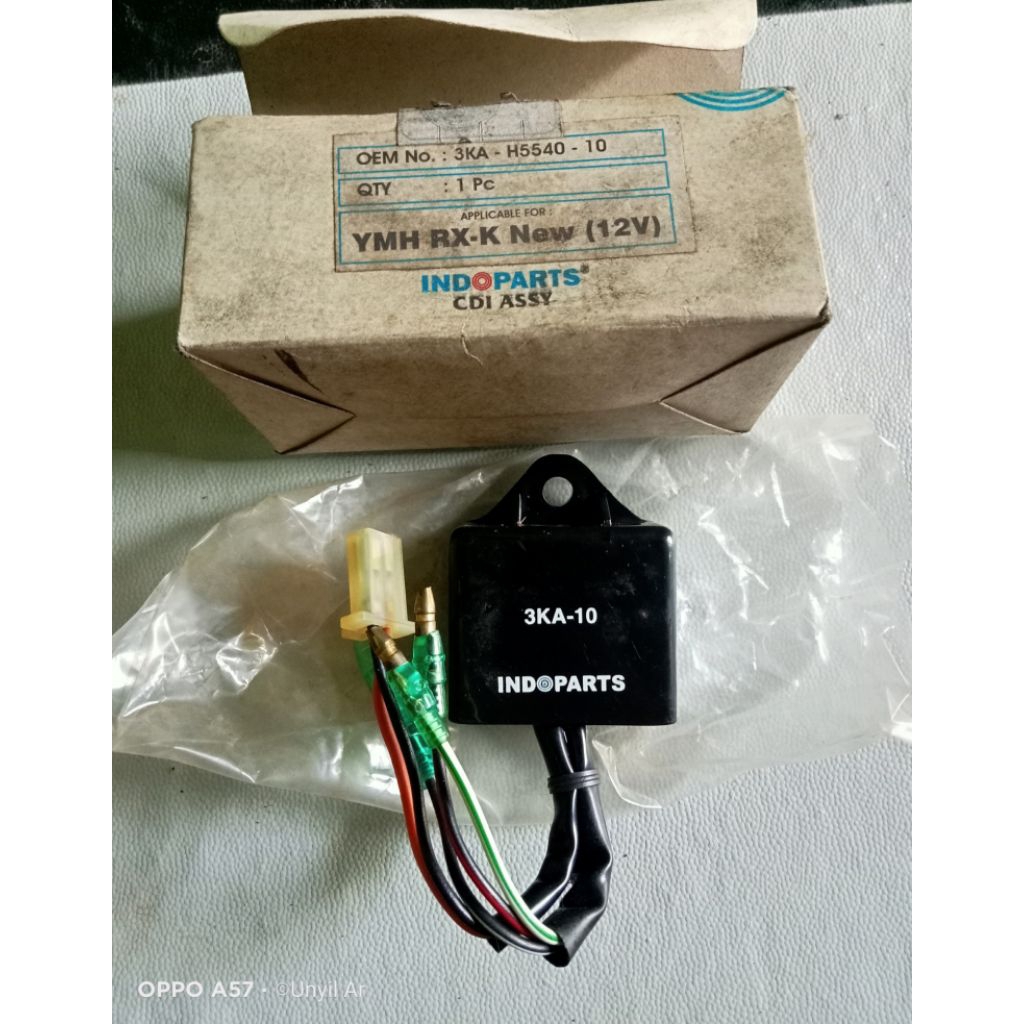 OEM No. : 3KA - H5540 - 10
QTY : 1 Pc
APPLICABLE FOR :
YMH RX-K New (12V)
INDOPARTS®
CDI ASSY
3KA-10
INDOPARTS
OPPO A57 · ©Unyil Ar